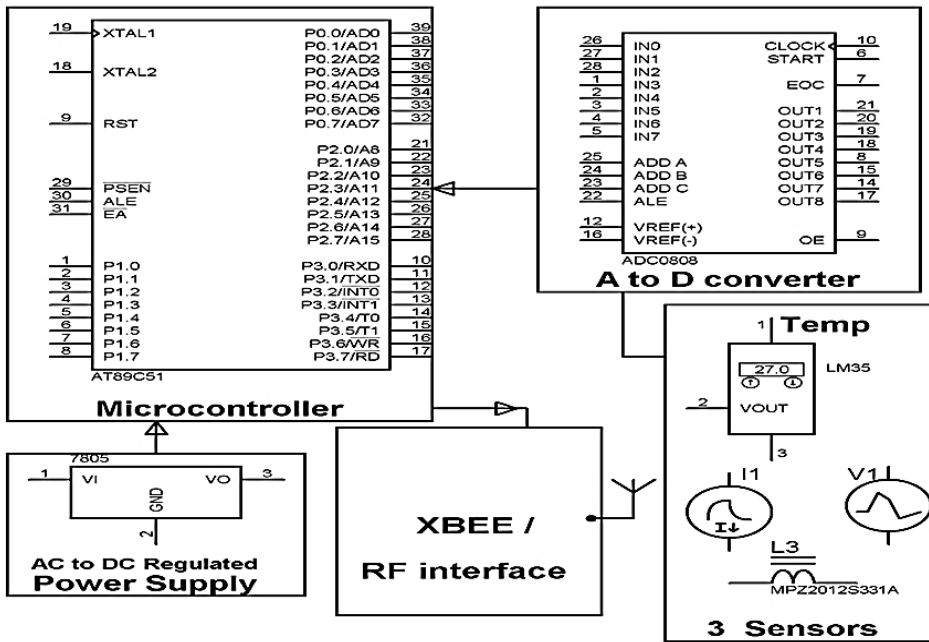 19 XTAL1 P0.0/AD0 39
P0.1/AD1 38
P0.2/AD2 37
18 XTAL2 P0.3/AD3 36
P0.4/AD4 35
P0.5/AD5 34
P0.6/AD6 33
9 RST P0.7/AD7 32
P2.0/A8 21
P2.1/A9 22
P2.2/A10 23
29 PSEN P2.3/A11 24
30 ALE P2.4/A12 25
31 EA P2.5/A13 26
P2.6/A14 27
P2.7/A15 28
1 P1.0 P3.0/RXD 10
2 P1.1 P3.1/TXD 11
3 P1.2 P3.2/INT0 12
4 P1.3 P3.3/INT1 13
5 P1.4 P3.4/T0 14
6 P1.5 P3.5/T1 15
7 P1.6 P3.6/WR 16
8 P1.7 P3.7/RD 17
AT89C51
Microcontroller
26 IN0 CLOCK 10
27 IN1 START 6
28 IN2
1 IN3 EOC 7
2 IN4
3 IN5 OUT1 21
4 IN6 OUT2 20
5 IN7 OUT3 19
OUT4 18
25 ADD A OUT5 8
24 ADD B OUT6 15
23 ADD C OUT7 14
22 ALE OUT8 17
12 VREF(+)
16 VREF(-) OE 9
ADC0808
A to D converter
7805
1 VI VO 3
GND
2
AC to DC Regulated
Power Supply
XBEE /
RF interface
1 Temp
27.0 LM35
2 VOUT
3
I1 V1
I
L3
MPZ2012S331A
3 Sensors